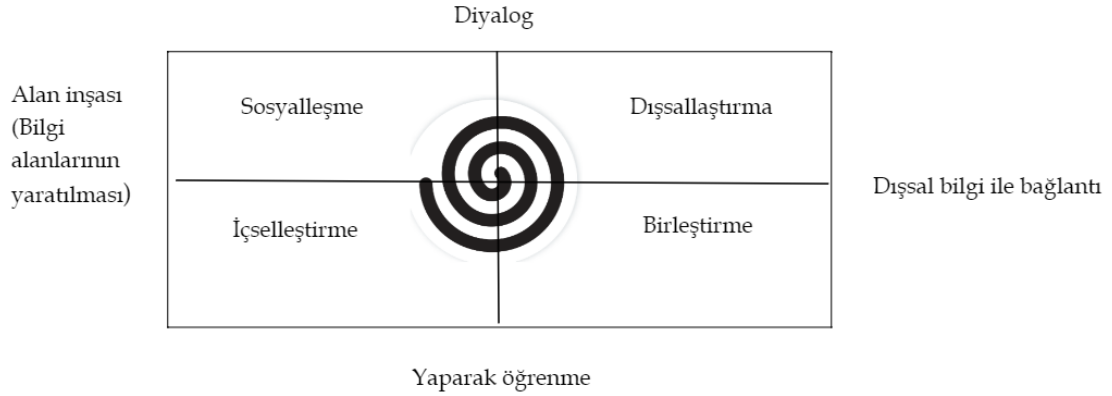 Diyalog
Alan inşası
(Bilgi
alanlarının
yaratılması)
Sosyalleşme
Dışsallaştırma
Dışsal bilgi ile bağlantı
İçselleştirme
Birleştirme
Yaparak öğrenme